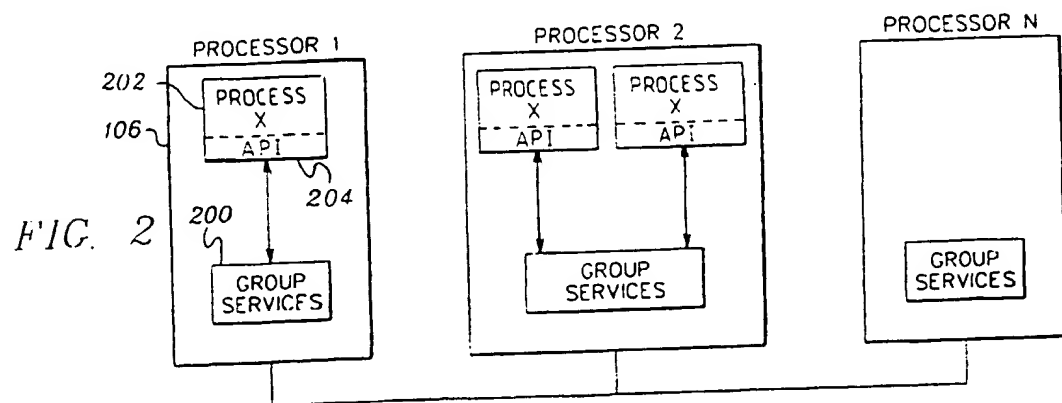 PROCESSOR 1
202
PROCESS
X
API
106
204
200
GROUP
SERVICES
FIG. 2
PROCESSOR 2
PROCESS
X
API
PROCESS
X
API
GROUP
SERVICES
PROCESSOR N
GROUP
SERVICES